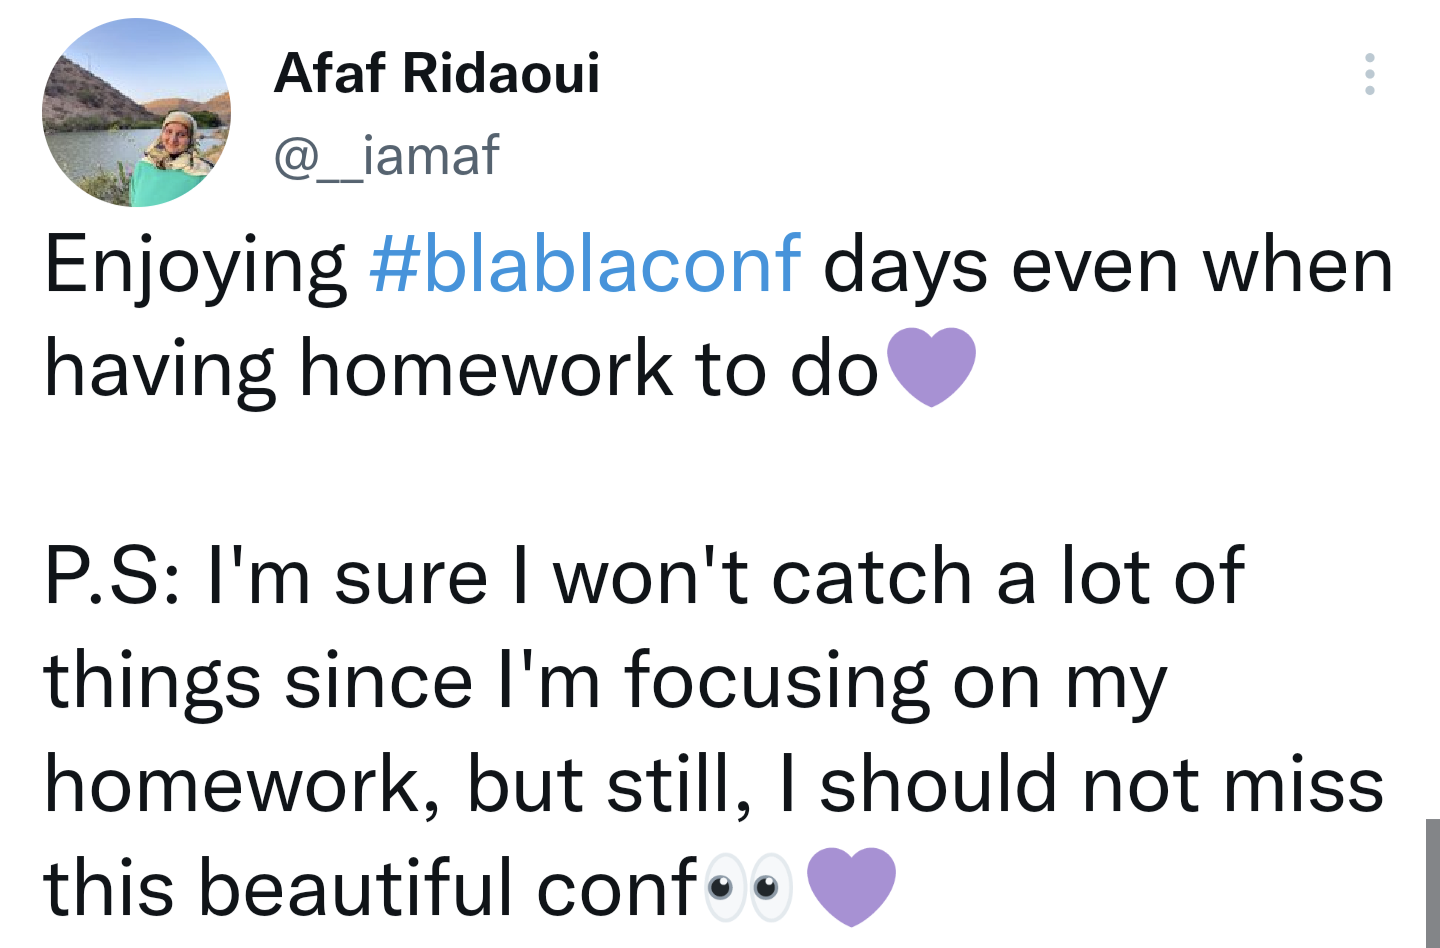 Afaf Ridaoui
@__iamaf
Enjoying #blablaconf days even when
having homework to do💜
P.S: I'm sure I won't catch a lot of
things since I'm focusing on my
homework, but still, I should not miss
this beautiful conf👀💜